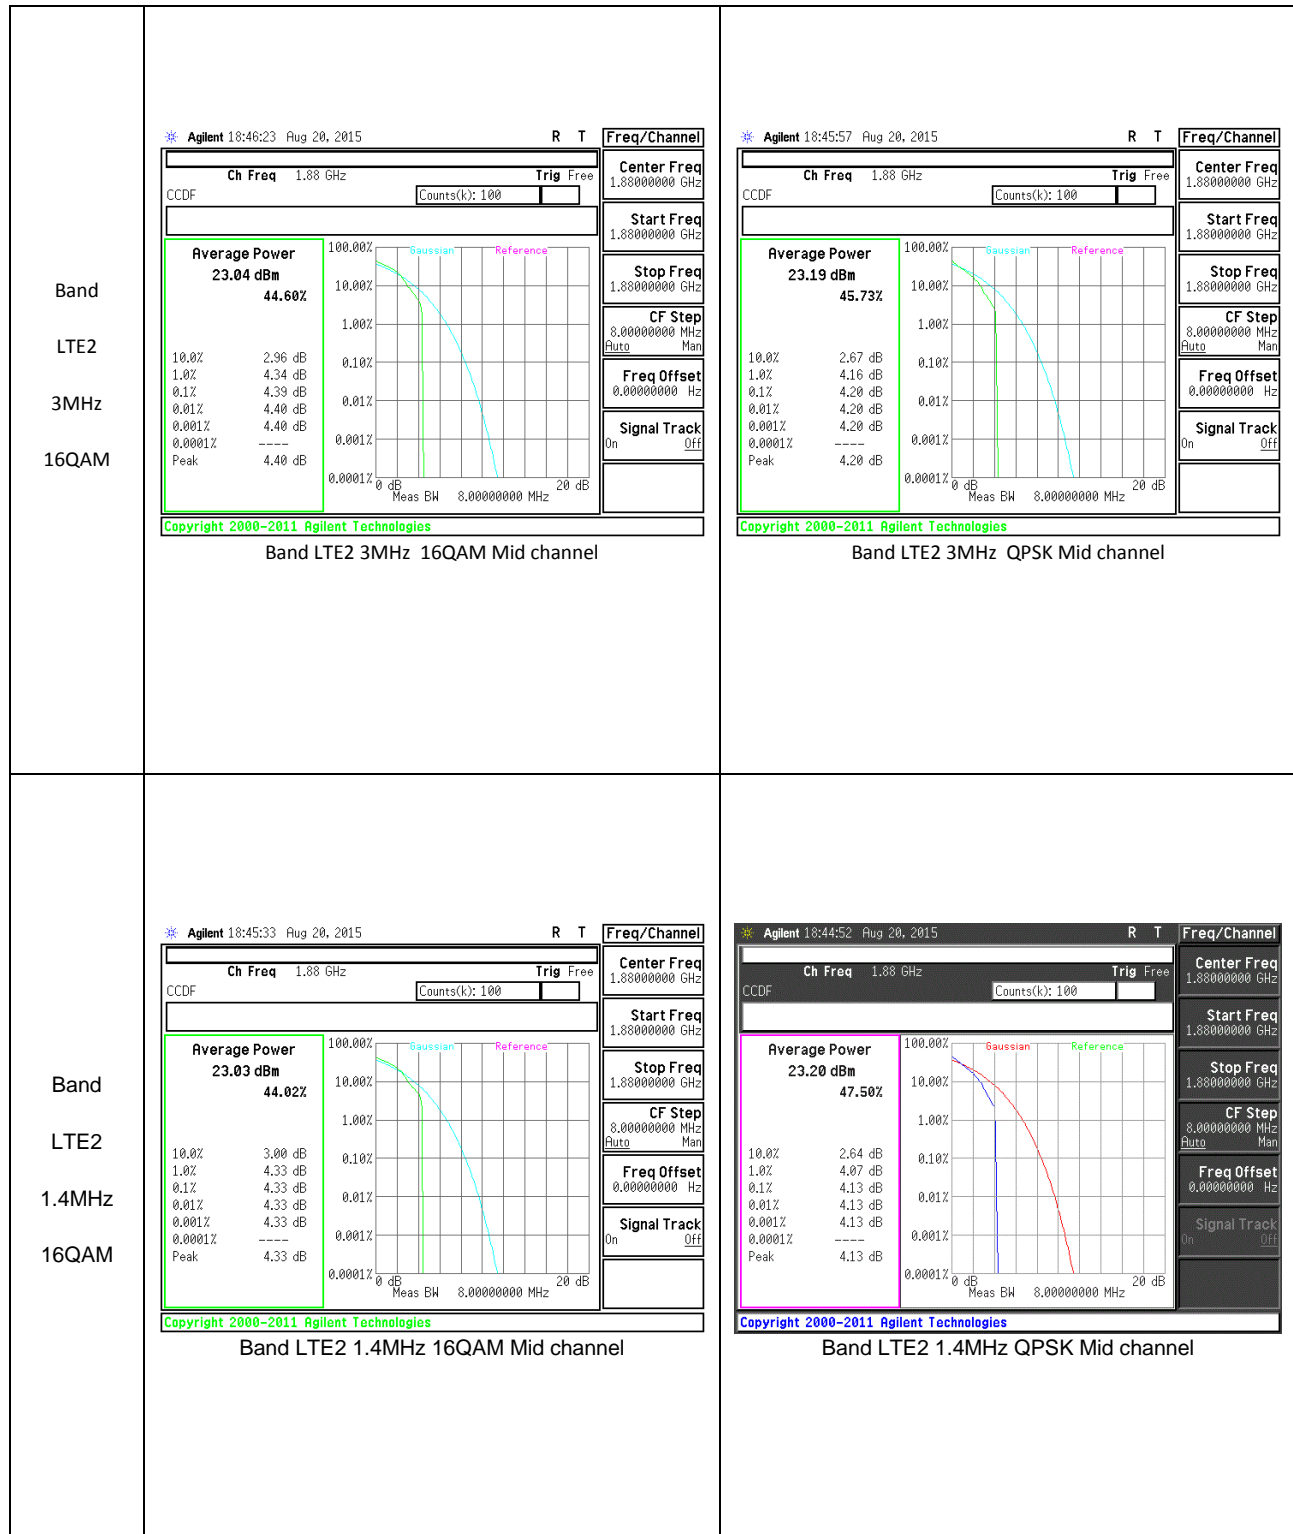 Band
LTE2
3MHz
16QAM
Agilent 18:46:23 Aug 20, 2015 R T
Freq/Channel
Ch Freq 1.88 GHz Trig Free
CCDF Counts(k): 100
Center Freq
1.88000000 GHz
Start Freq
1.88000000 GHz
Stop Freq
1.88000000 GHz
CF Step
8.00000000 MHz
Auto Man
Freq Offset
0.00000000 Hz
Signal Track
On Off
Average Power
23.04 dBm
44.60%
10.0% 2.96 dB
1.0% 4.34 dB
0.1% 4.39 dB
0.01% 4.40 dB
0.001% 4.40 dB
0.0001% ----
Peak 4.40 dB
Gaussian Reference
100.00%
10.00%
1.00%
0.10%
0.01%
0.001%
0.0001%
0 dB 20 dB
Meas BW 8.00000000 MHz
Copyright 2000-2011 Agilent Technologies
Band LTE2 3MHz 16QAM Mid channel
Agilent 18:45:57 Aug 20, 2015 R T
Freq/Channel
Ch Freq 1.88 GHz Trig Free
CCDF Counts(k): 100
Center Freq
1.88000000 GHz
Start Freq
1.88000000 GHz
Stop Freq
1.88000000 GHz
CF Step
8.00000000 MHz
Auto Man
Freq Offset
0.00000000 Hz
Signal Track
On Off
Average Power
23.19 dBm
45.73%
10.0% 2.67 dB
1.0% 4.16 dB
0.1% 4.20 dB
0.01% 4.20 dB
0.001% 4.20 dB
0.0001% ----
Peak 4.20 dB
Gaussian Reference
100.00%
10.00%
1.00%
0.10%
0.01%
0.001%
0.0001%
0 dB 20 dB
Meas BW 8.00000000 MHz
Copyright 2000-2011 Agilent Technologies
Band LTE2 3MHz QPSK Mid channel
Band
LTE2
1.4MHz
16QAM
Agilent 18:45:33 Aug 20, 2015 R T
Freq/Channel
Ch Freq 1.88 GHz Trig Free
CCDF Counts(k): 100
Center Freq
1.88000000 GHz
Start Freq
1.88000000 GHz
Stop Freq
1.88000000 GHz
CF Step
8.00000000 MHz
Auto Man
Freq Offset
0.00000000 Hz
Signal Track
On Off
Average Power
23.03 dBm
44.02%
10.0% 3.00 dB
1.0% 4.33 dB
0.1% 4.33 dB
0.01% 4.33 dB
0.001% 4.33 dB
0.0001% ----
Peak 4.33 dB
Gaussian Reference
100.00%
10.00%
1.00%
0.10%
0.01%
0.001%
0.0001%
0 dB 20 dB
Meas BW 8.00000000 MHz
Copyright 2000-2011 Agilent Technologies
Band LTE2 1.4MHz 16QAM Mid channel
Agilent 18:44:52 Aug 20, 2015 R T
Freq/Channel
Ch Freq 1.88 GHz Trig Free
CCDF Counts(k): 100
Center Freq
1.88000000 GHz
Start Freq
1.88000000 GHz
Stop Freq
1.88000000 GHz
CF Step
8.00000000 MHz
Auto Man
Freq Offset
0.00000000 Hz
Signal Track
On Off
Average Power
23.20 dBm
47.50%
10.0% 2.64 dB
1.0% 4.07 dB
0.1% 4.13 dB
0.01% 4.13 dB
0.001% 4.13 dB
0.0001% ----
Peak 4.13 dB
Gaussian Reference
100.00%
10.00%
1.00%
0.10%
0.01%
0.001%
0.0001%
0 dB 20 dB
Meas BW 8.00000000 MHz
Copyright 2000-2011 Agilent Technologies
Band LTE2 1.4MHz QPSK Mid channel